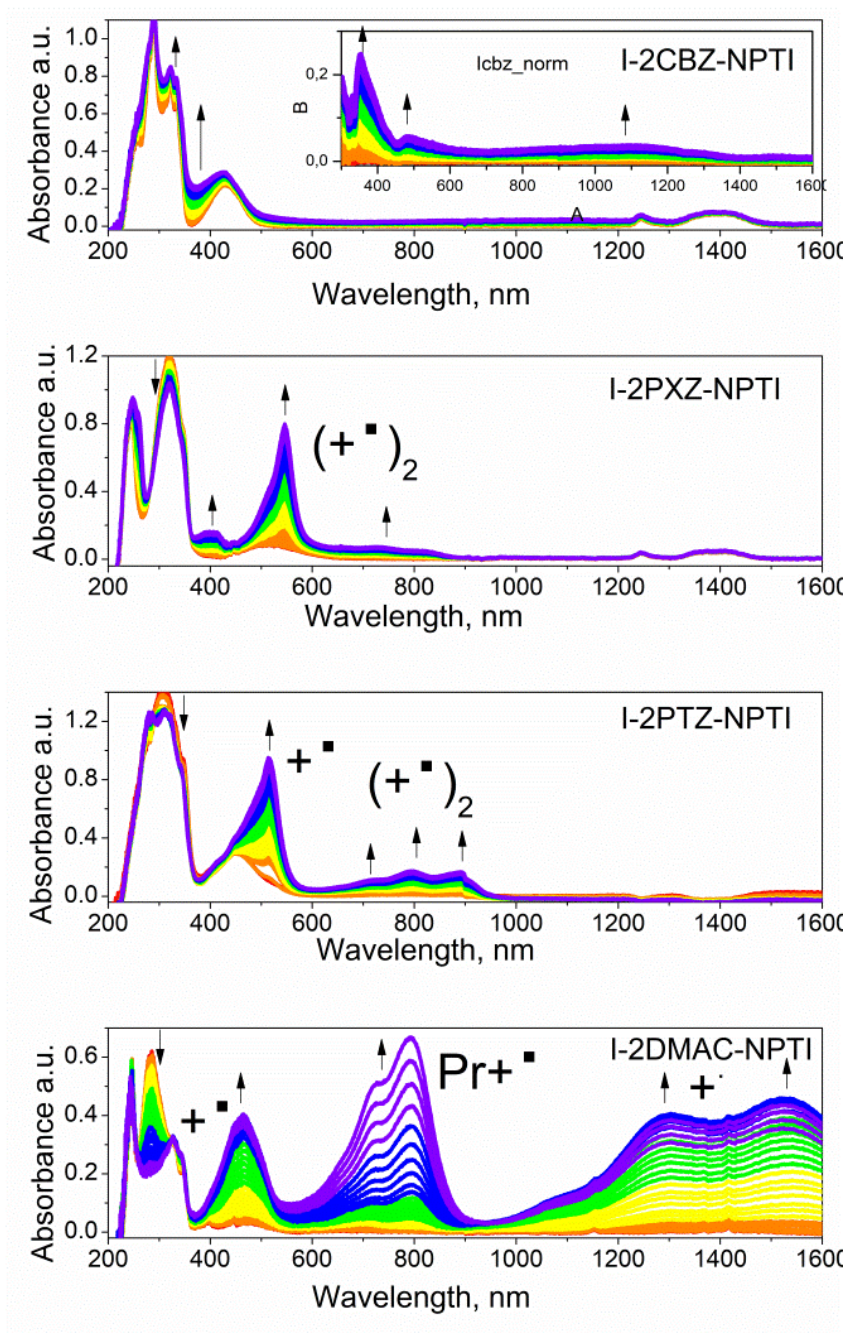 I-2CBZ-NPTI
Icbz_norm
B
0,2
0,0
400 600 800 1000 1200 1400 160
A
Absorbance a.u.
1.0
0.8
0.6
0.4
0.2
0.0
200 400 600 800 1000 1200 1400 1600
Wavelength, nm
I-2PXZ-NPTI
(+■)2
Absorbance a.u.
1.2
0.8
0.4
0.0
200 400 600 800 1000 1200 1400 1600
Wavelength, nm
I-2PTZ-NPTI
+■
(+■)2
Absorbance a.u.
1.2
0.8
0.4
0.0
200 400 600 800 1000 1200 1400 1600
Wavelength, nm
I-2DMAC-NPTI
+■
Pr+■
+·
Absorbance a.u.
0.6
0.4
0.2
0.0
200 400 600 800 1000 1200 1400 1600
Wavelength, nm